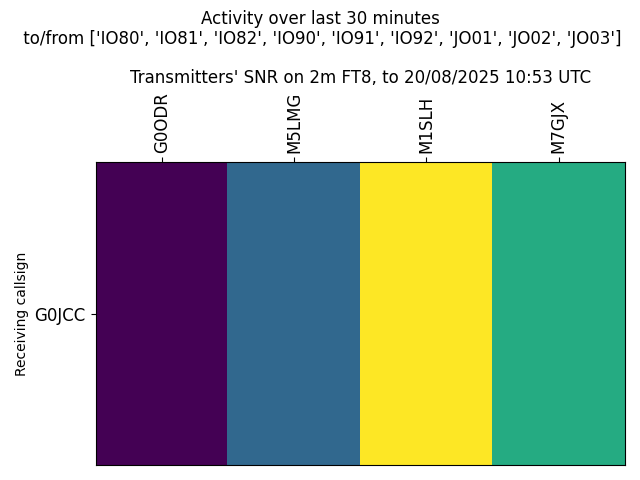 Activity over last 30 minutes
to/from ['IO80', 'IO81', 'IO82', 'IO90', 'IO91', 'IO92', 'JO01', 'JO02', 'JO03']
Transmitters' SNR on 2m FT8, to 20/08/2025 10:53 UTC
G0ODR
M5LMG
M1SLH
M7GJX
Receiving callsign
G0JCC